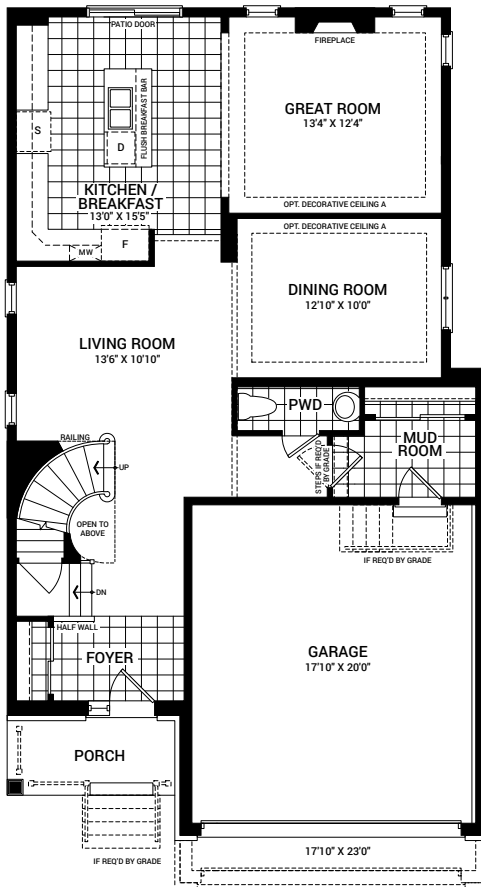 PATIO DOOR
FIREPLACE
GREAT ROOM
13'4" X 12'4"
S
FLUSH BREAKFAST BAR
D
KITCHEN /
BREAKFAST
13'0" X 15'5"
OPT. DECORATIVE CEILING A
OPT. DECORATIVE CEILING A
MW
F
DINING ROOM
12'10" X 10'0"
LIVING ROOM
13'6" X 10'10"
PWD
MUD
ROOM
RAILING
UP
STEPS IF REQ'D
BY GRADE
OPEN TO
ABOVE
IF REQ'D BY GRADE
DN
HALF WALL
FOYER
GARAGE
17'10" X 20'0"
PORCH
IF REQ'D BY GRADE
17'10" X 23'0"